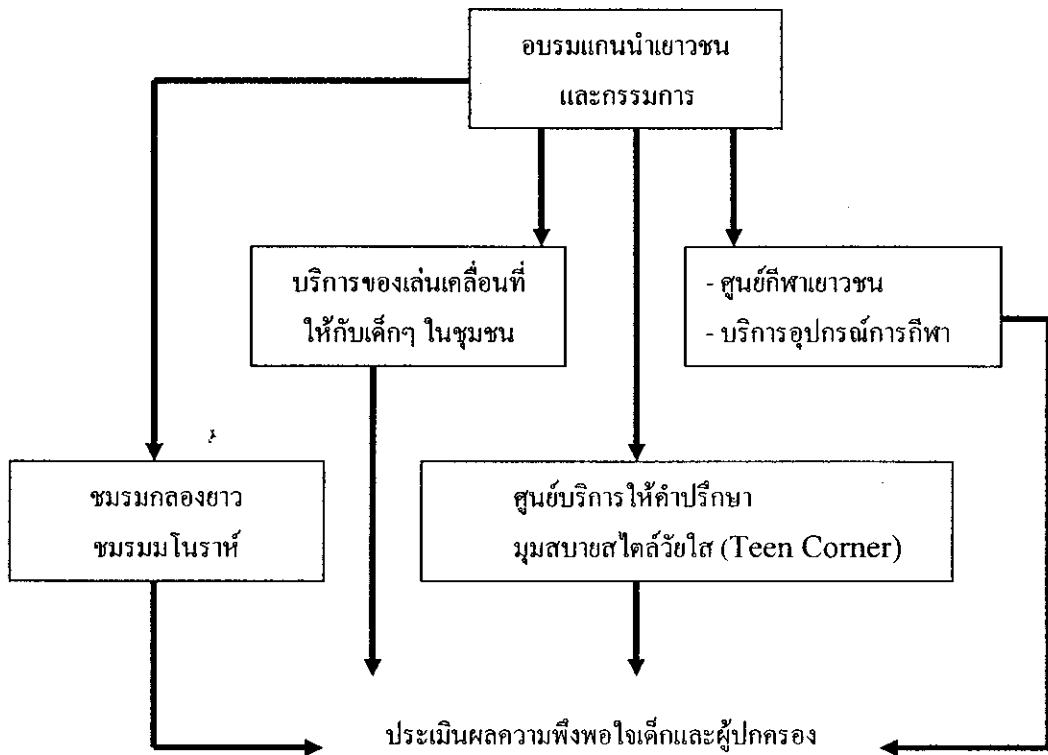 อบรมแกนนำเยาวชน
และกรรมการ
บริการของเล่นเคลื่อนที่
ให้กับเด็กๆ ในชุมชน
- ศูนย์กีฬาเยาวชน
- บริการอุปกรณ์การกีฬา
ชมรมกลองยาว
ชมรมมโนราห์
ศูนย์บริการให้คำปรึกษา
มุมสบายสไตล์วัยใส (Teen Corner)
ประเมินผลความพึงพอใจเด็กและผู้ปกครอง